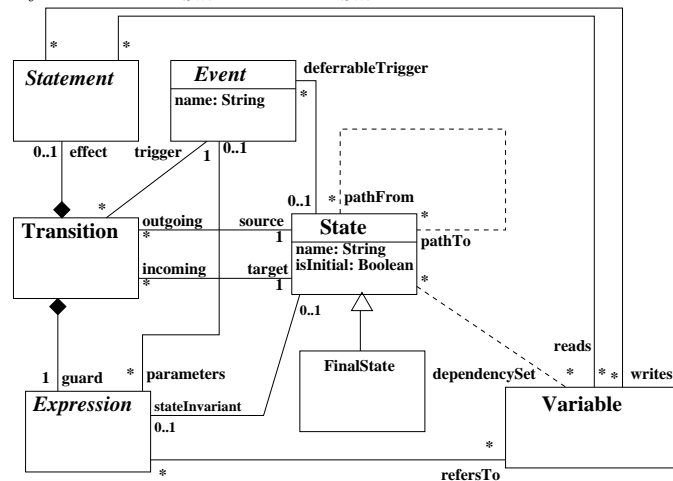 *
*
Statement
Event
name: String
deferrableTrigger
*
0..1
effect
trigger
1
0..1
*
0..1
*
pathFrom
*
pathTo
Transition
outgoing
*
source
1
State
name: String
isInitial: Boolean
incoming
*
target
1
0..1
*
FinalState
1
guard
*
parameters
reads
dependencySet
*
*
*
writes
Expression
stateInvariant
0..1
Variable
*
*
refersTo